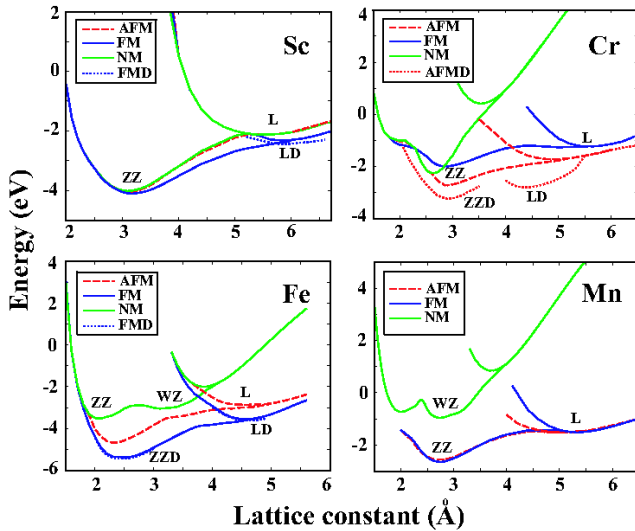 AFM
FM
NM
FMD
Sc
0
-2
-4
L
LD
ZZ
2 3 4 5 6
4
2
0
-2
-4
AFM
FM
NM
AFMD
Cr
L
ZZ
ZZD
LD
2 3 4 5 6
Energy (eV)
4
2
0
-2
-4
-6
AFM
FM
NM
FMD
Fe
ZZ
WZ
L
LD
ZZD
2 3 4 5 6
4
2
0
-2
AFM
FM
NM
Mn
WZ
L
ZZ
2 3 4 5 6
Lattice constant (Å)